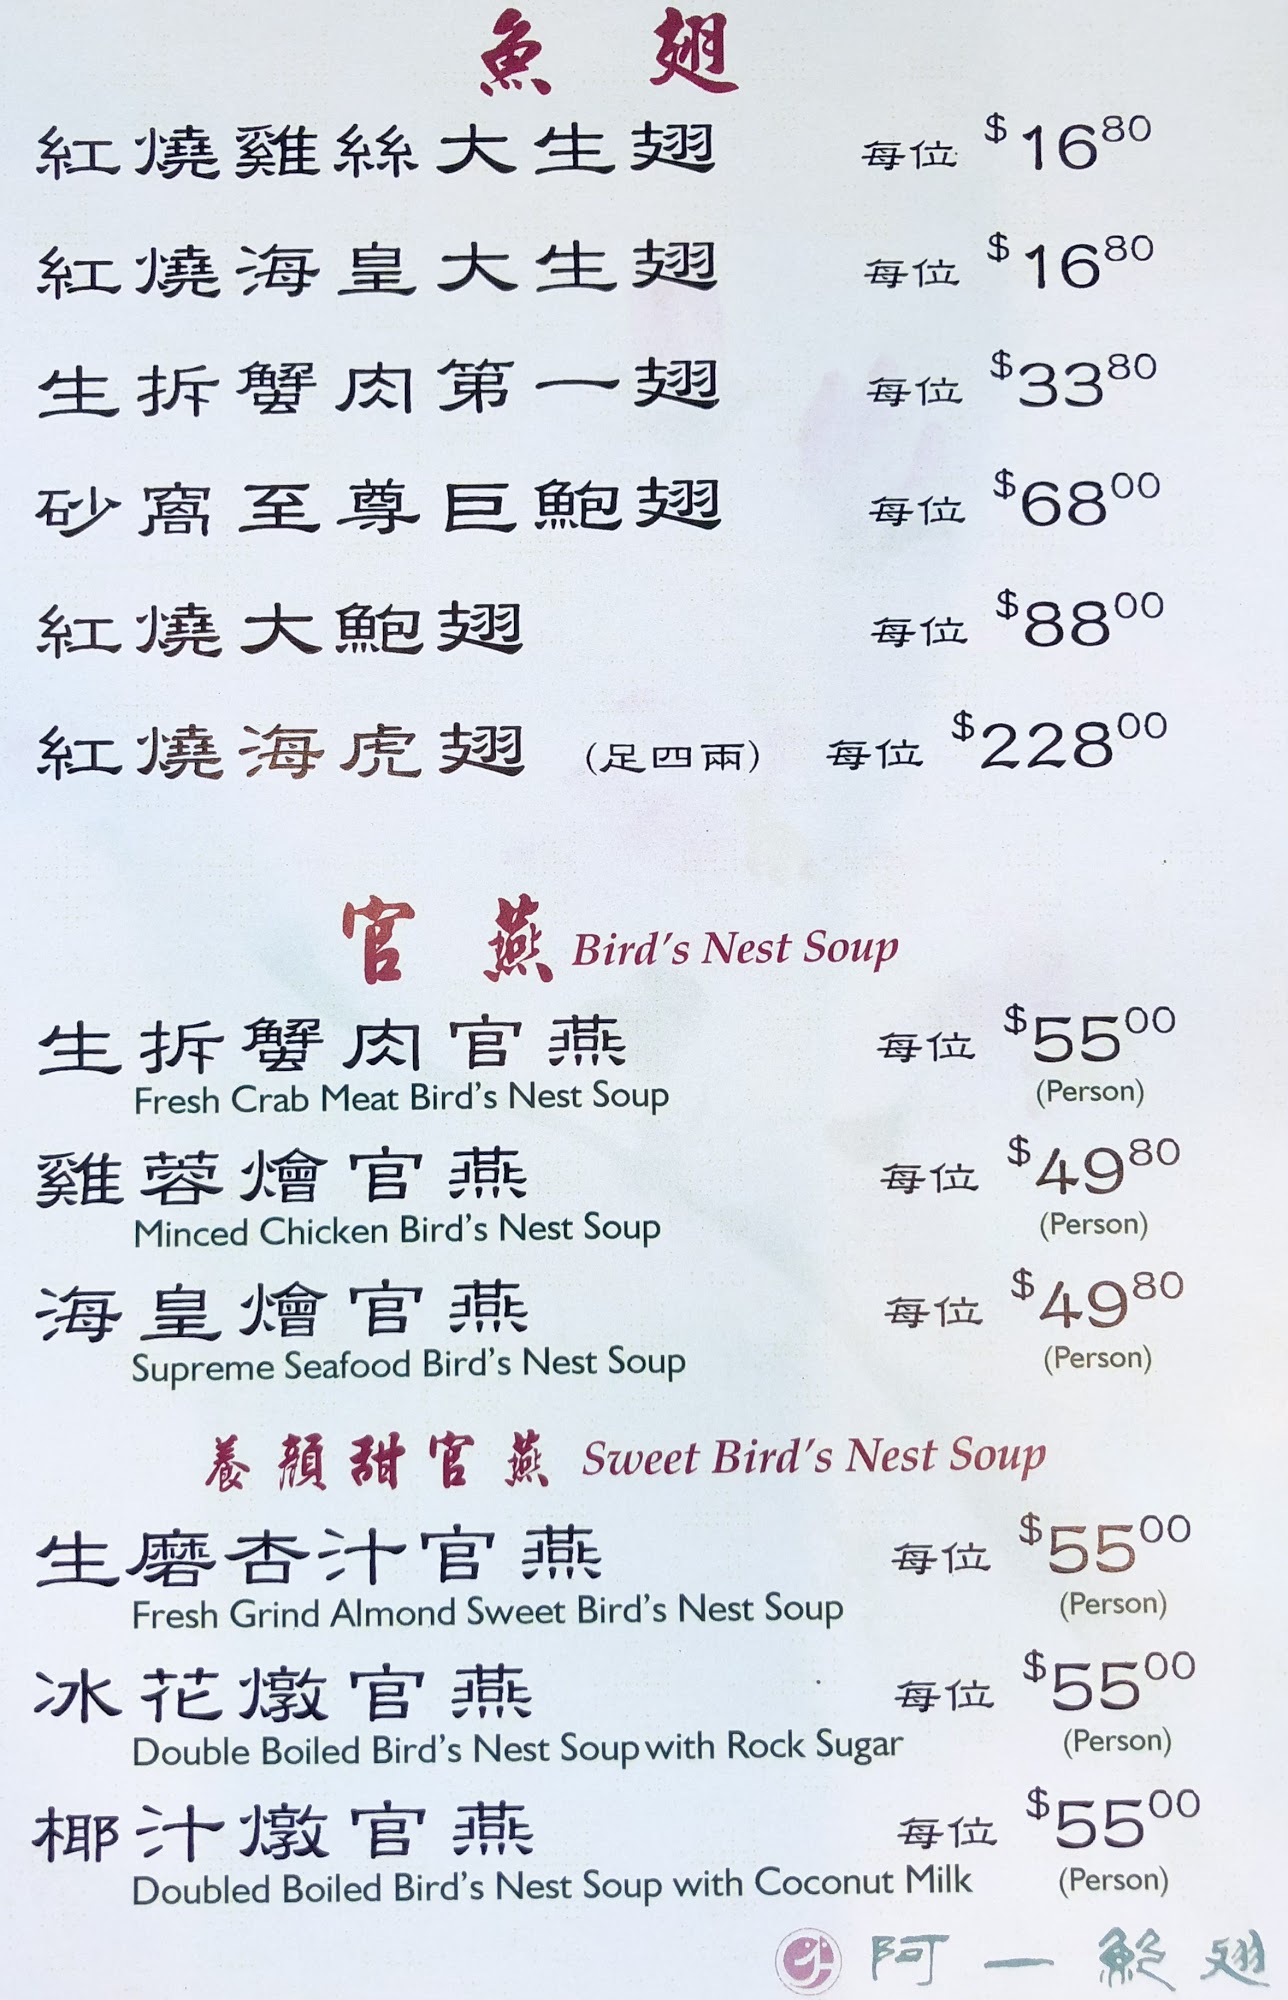 魚翅
紅燒雞絲大生翅 每位 $16.80
紅燒海皇大生翅 每位 $16.80
生拆蟹肉第一翅 每位 $33.80
砂窩至尊巨鮑翅 每位 $68.00
紅燒大鮑翅 每位 $88.00
紅燒海虎翅 (足四兩) 每位 $228.00
官燕 Bird's Nest Soup
生拆蟹肉官燕 每位 $55.00
Fresh Crab Meat Bird's Nest Soup (Person)
雞蓉燴官燕 每位 $49.80
Minced Chicken Bird's Nest Soup (Person)
海皇燴官燕 每位 $49.80
Supreme Seafood Bird's Nest Soup (Person)
養顏甜官燕 Sweet Bird's Nest Soup
生磨杏汁官燕 每位 $55.00
Fresh Grind Almond Sweet Bird's Nest Soup (Person)
冰花燉官燕 每位 $55.00
Double Boiled Bird's Nest Soup with Rock Sugar (Person)
椰汁燉官燕 每位 $55.00
Doubled Boiled Bird's Nest Soup with Coconut Milk (Person)
阿一鮑翅